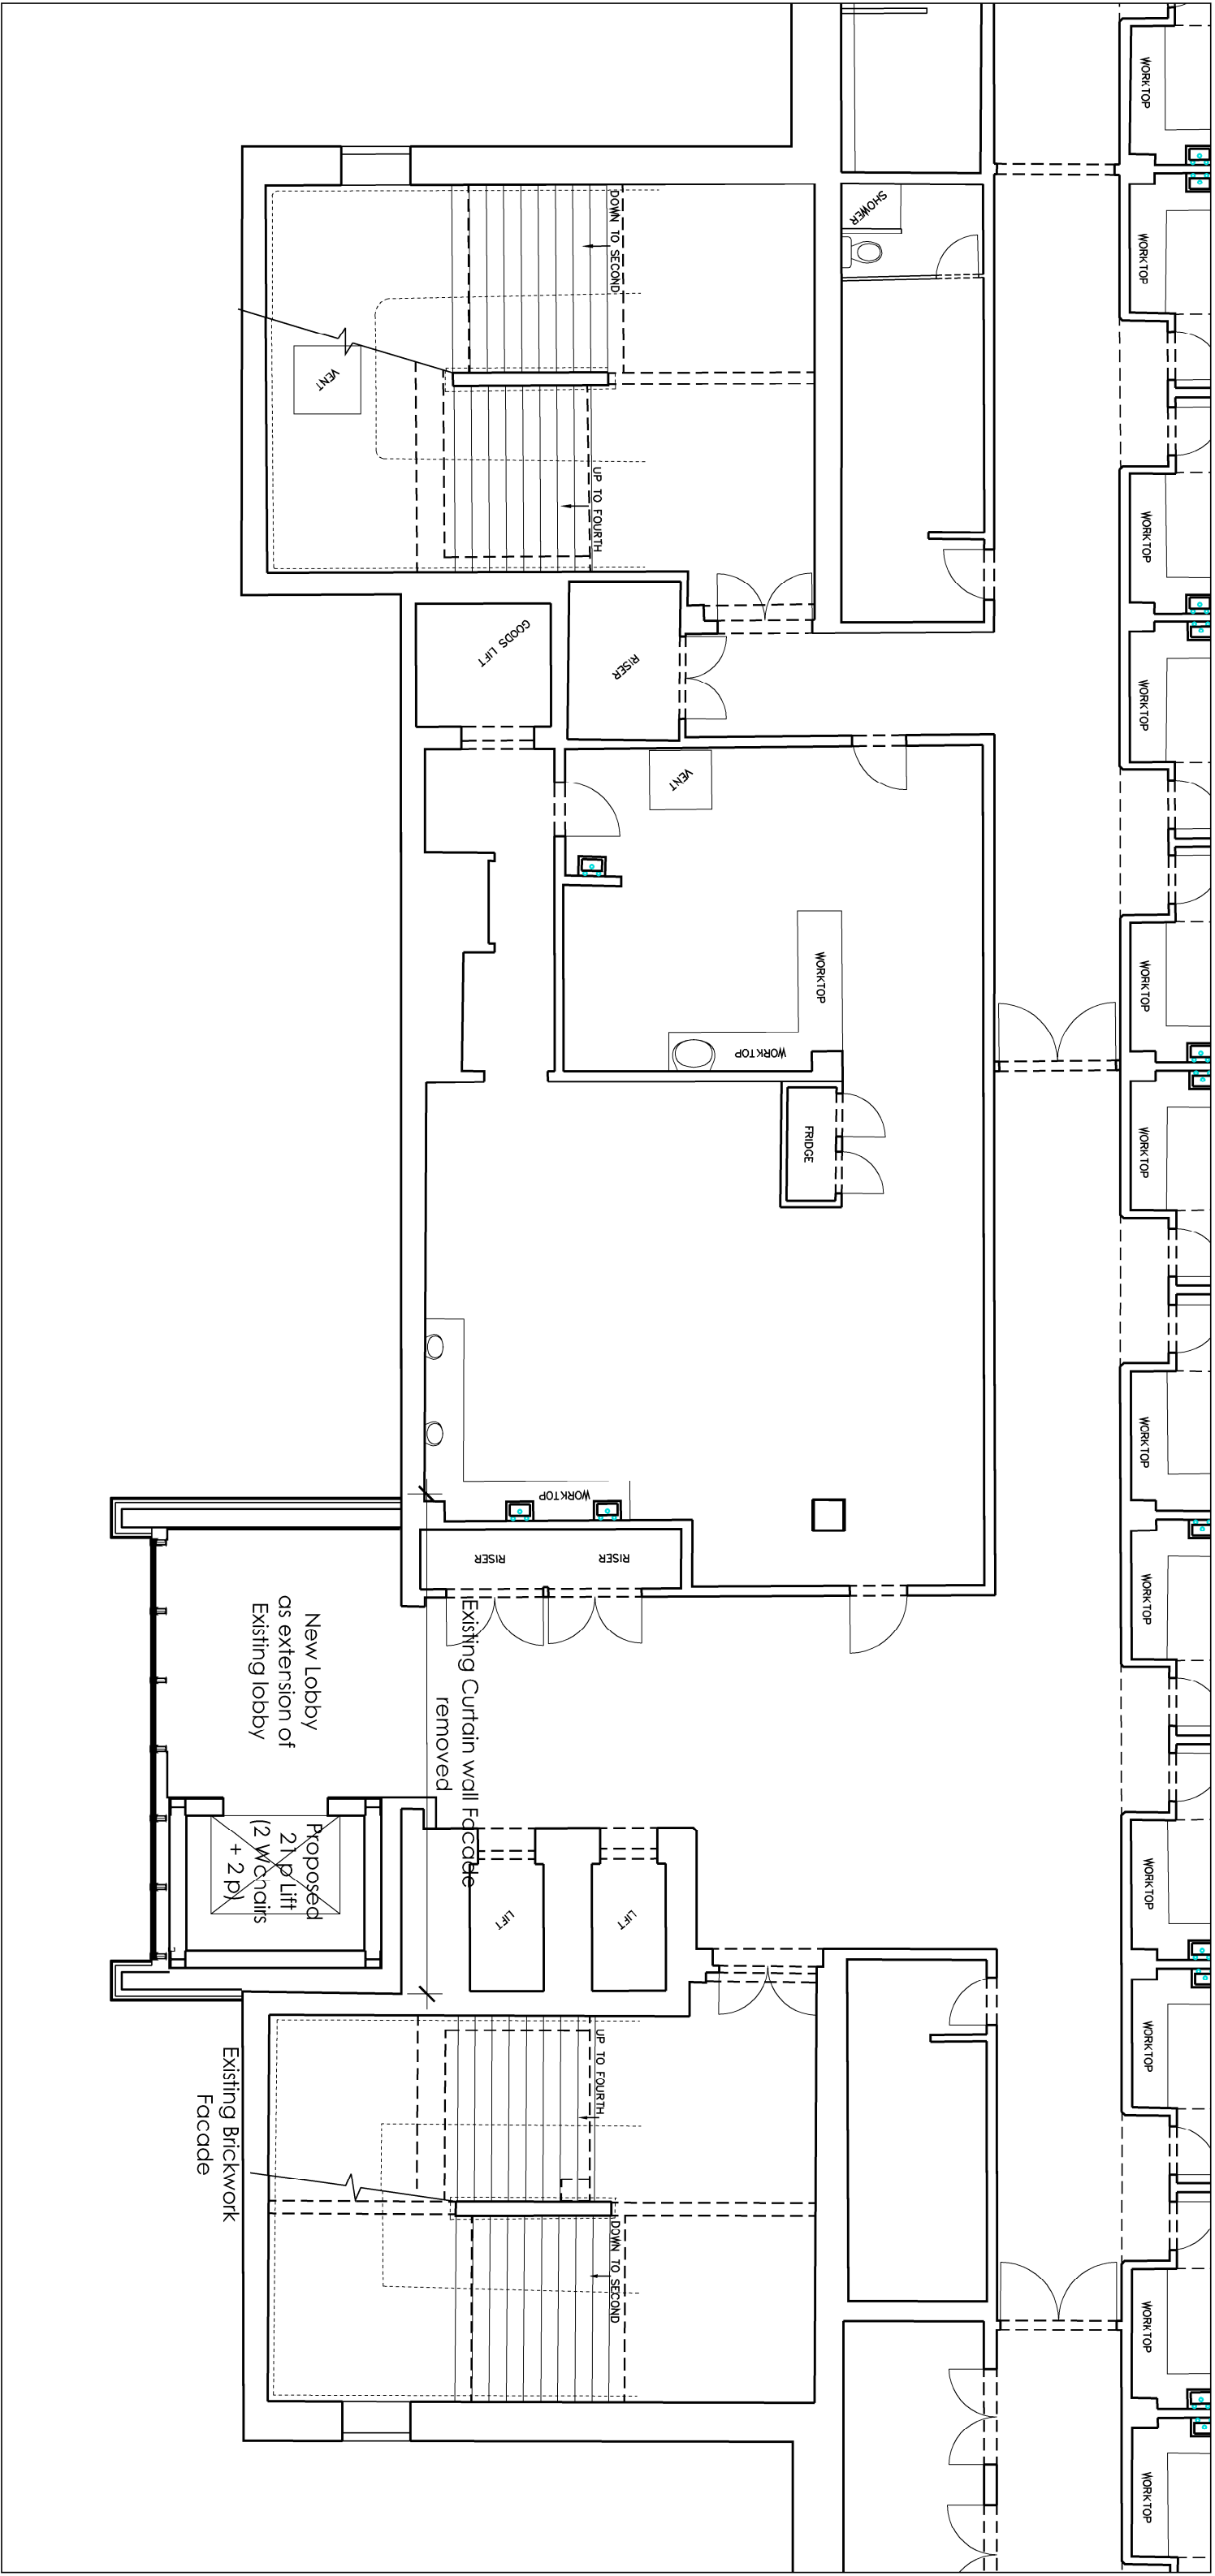 WORKTOP
WORKTOP
WORKTOP
WORKTOP
WORKTOP
WORKTOP
WORKTOP
WORKTOP
WORKTOP
WORKTOP
WORKTOP
WORKTOP
SHOWER
DOWN TO SECOND
VENT
UP TO FOURTH
GOODS LIFT
RISER
VENT
WORKTOP
WORKTOP
FRIDGE
WORKTOP
RISER
RISER
Existing Curtain wall Facade
removed
New Lobby
as extension of
Existing lobby
Proposed
21 p Lift
(2 Wchairs
+ 2 p)
LIFT
LIFT
UP TO FOURTH
DOWN TO SECOND
Existing Brickwork
Facade